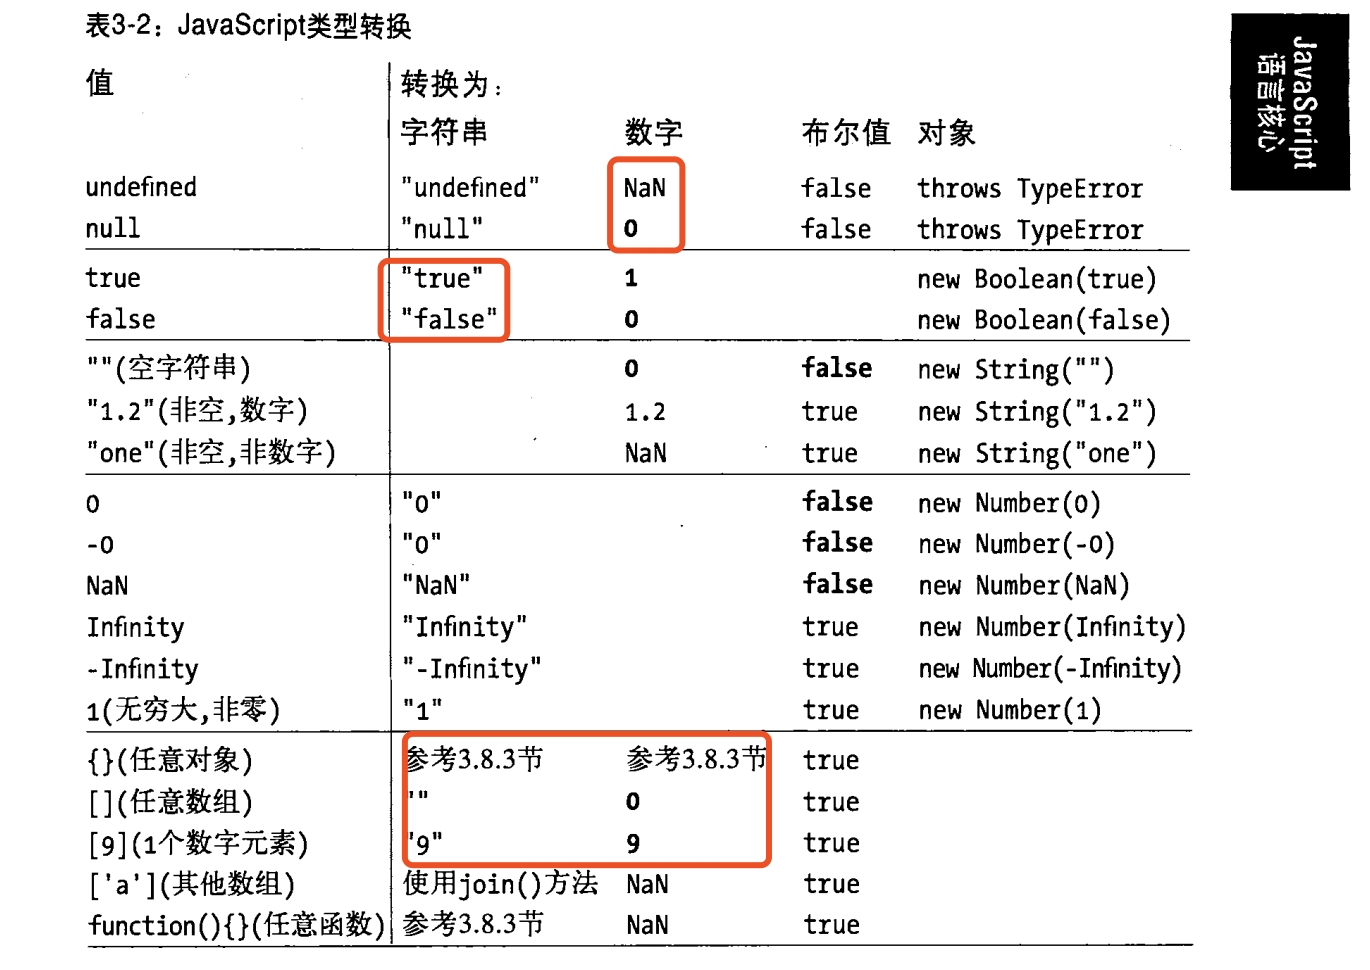 表3-2：JavaScript类型转换
值 转换为：
字符串 数字 布尔值 对象
undefined "undefined" NaN false throws TypeError
null "null" 0 false throws TypeError
true "true" 1 new Boolean(true)
false "false" 0 new Boolean(false)
""(空字符串) 0 false new String("")
"1.2"(非空,数字) 1.2 true new String("1.2")
"one"(非空,非数字) NaN true new String("one")
0 "0" false new Number(0)
-0 "0" false new Number(-0)
NaN "NaN" false new Number(NaN)
Infinity "Infinity" true new Number(Infinity)
-Infinity "-Infinity" true new Number(-Infinity)
1(无穷大,非零) "1" true new Number(1)
{}(任意对象) 参考3.8.3节 参考3.8.3节 true
[](任意数组) "" 0 true
[9](1个数字元素) "9" 9 true
['a'](其他数组) 使用join()方法 NaN true
function(){}(任意函数) 参考3.8.3节 NaN true
JavaScript
语言核心